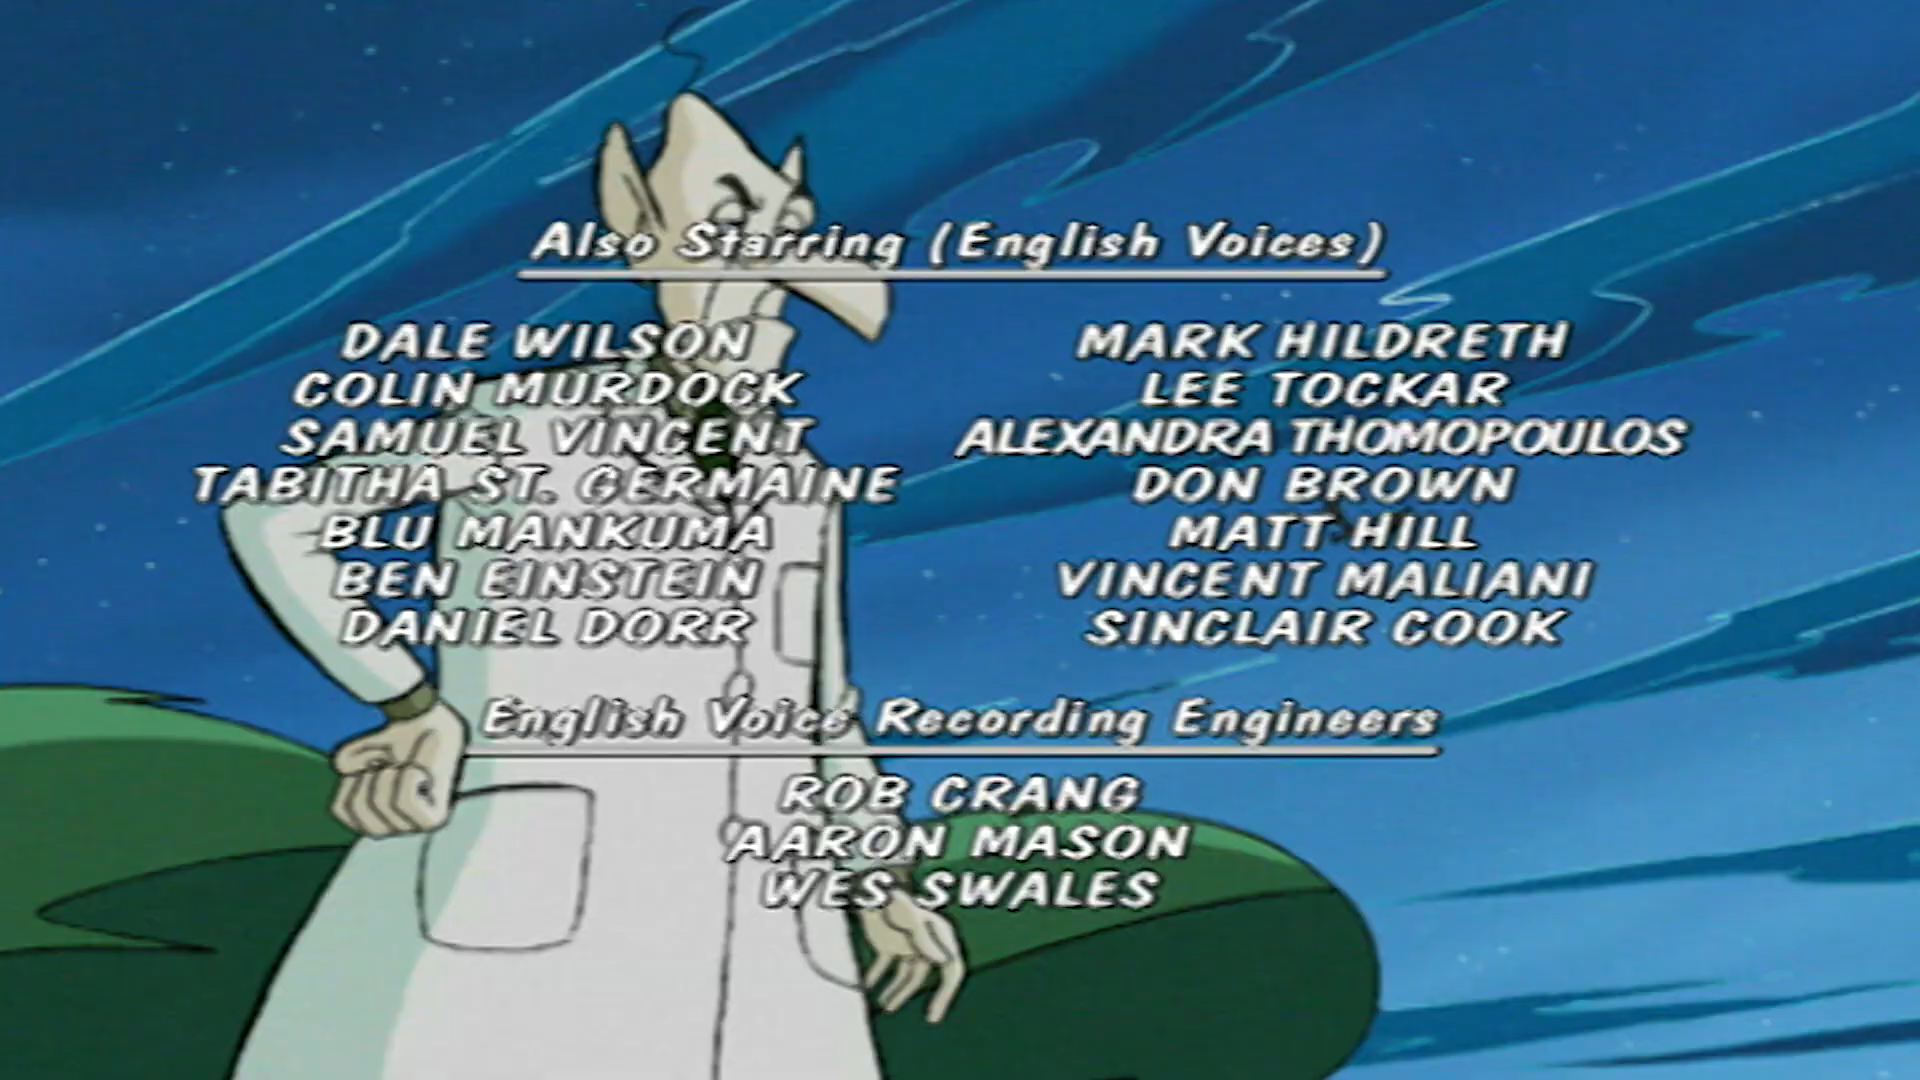 Also Starring (English Voices)
DALE WILSON
COLIN MURDOCK
SAMUEL VINCENT
TABITHA ST. GERMAINE
BLU MANKUMA
BEN EINSTEIN
DANIEL DORR
MARK HILDRETH
LEE TOCKAR
ALEXANDRA THOMOPOULOS
DON BROWN
MATT HILL
VINCENT MALIANI
SINCLAIR COOK
English Voice Recording Engineers
ROB CRANG
AARON MASON
WES SWALES